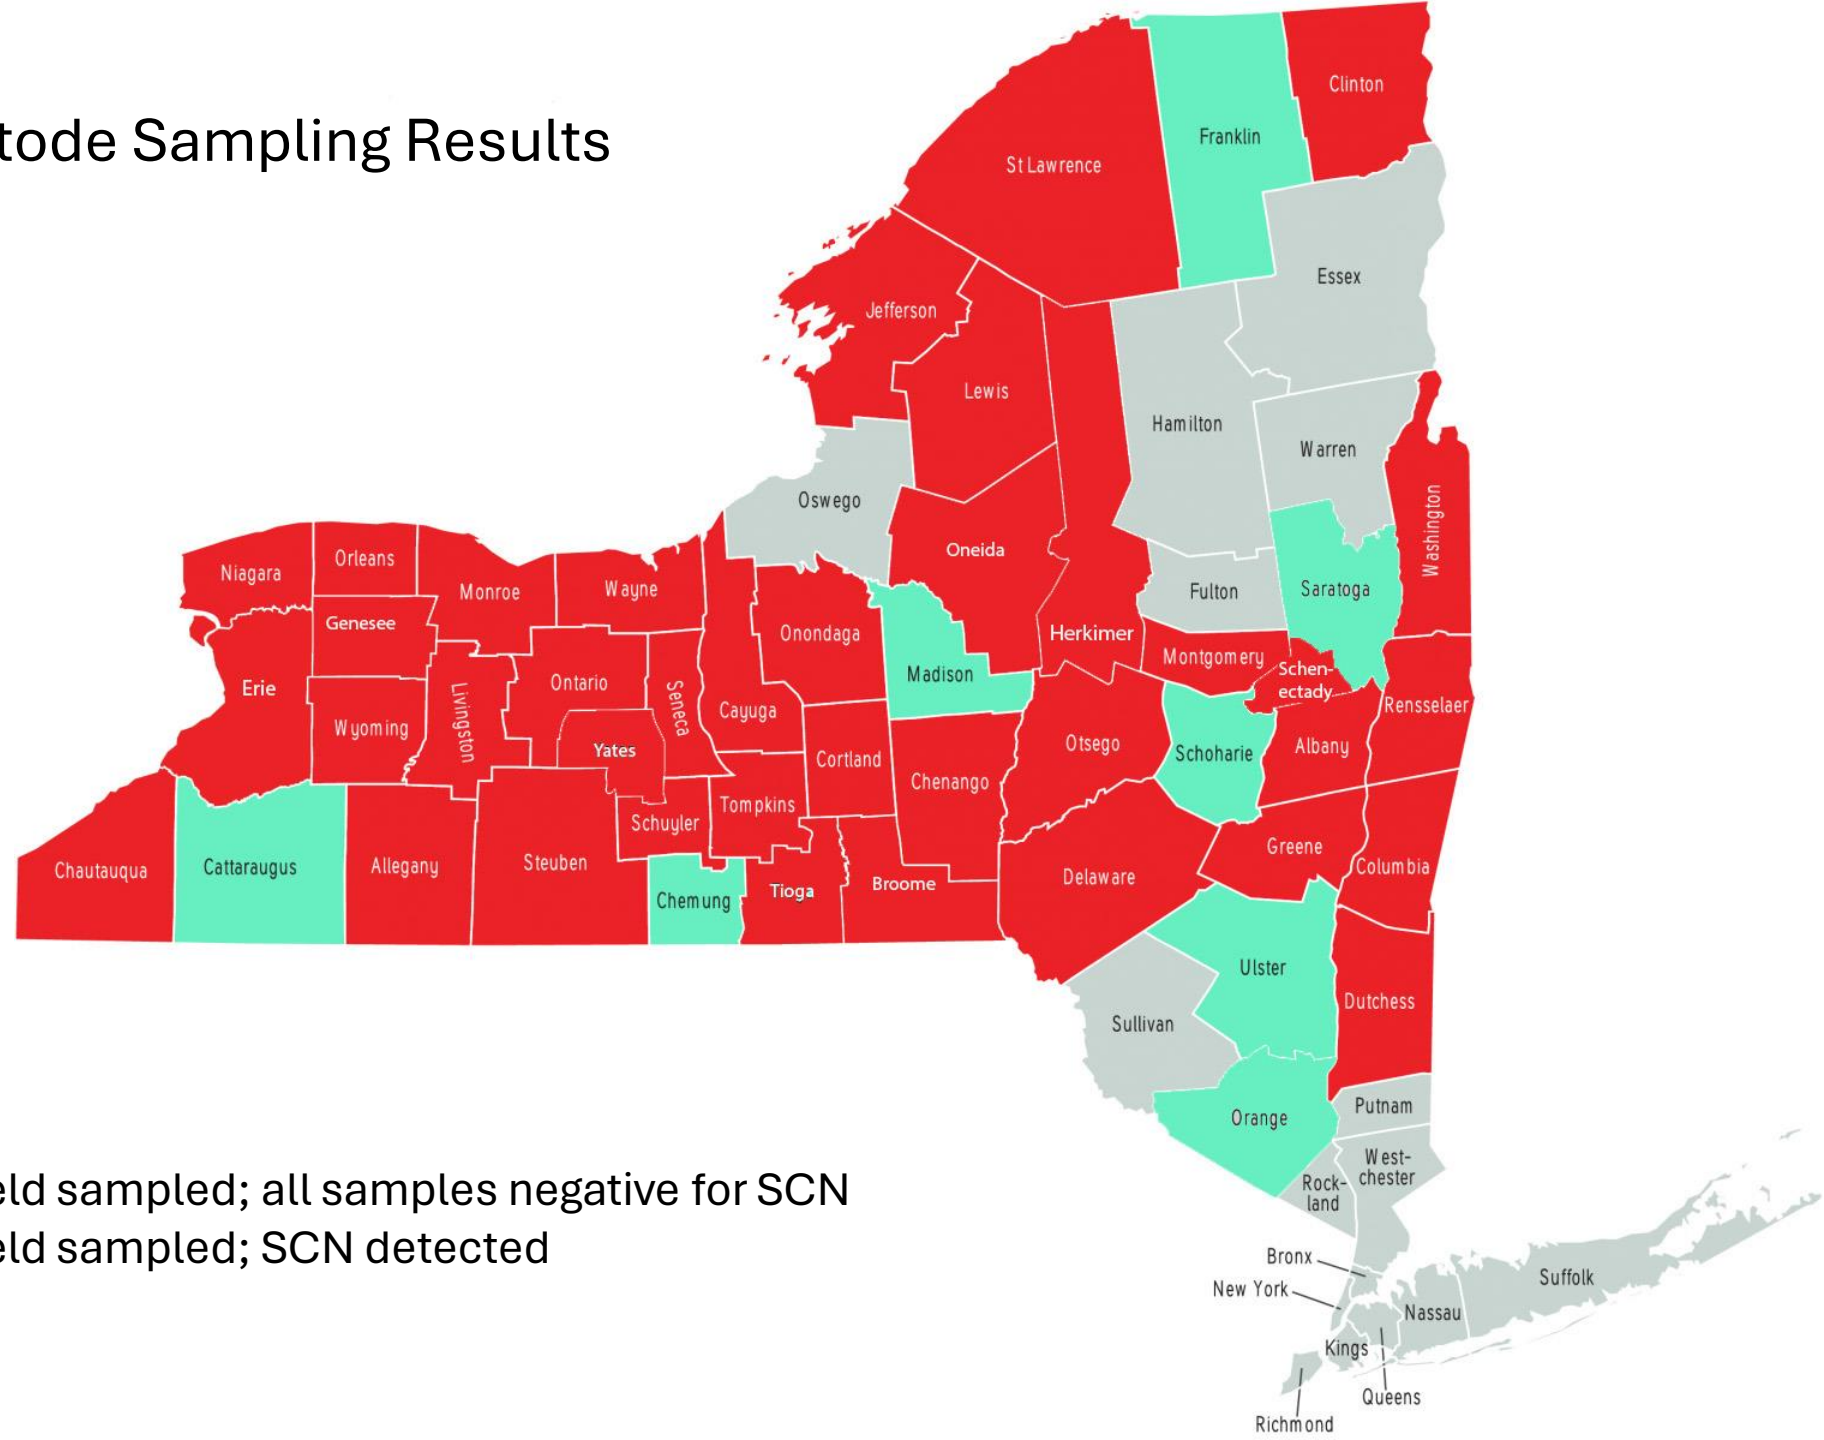 tode Sampling Results
Clinton
Franklin
St Lawrence
Essex
Jefferson
Lewis
Hamilton
Warren
Oswego
Washington
Oneida
Orleans
Niagara
Monroe
Wayne
Saratoga
Fulton
Genesee
Onondaga
Herkimer
Montgomery
Madison
Schen-
ectady
Erie
Ontario
Livingston
Seneca
Cayuga
Rensselaer
Wyoming
Yates
Otsego
Albany
Schoharie
Cortland
Chenango
Tompkins
Schuyler
Greene
Columbia
Chautauqua
Cattaraugus
Allegany
Steuben
Delaware
Chemung
Tioga
Broome
Ulster
Dutchess
Sullivan
Orange
Putnam
West-
chester
Rock-
land
eld sampled; all samples negative for SCN
eld sampled; SCN detected
Bronx
New York
Suffolk
Nassau
Kings
Queens
Richmond